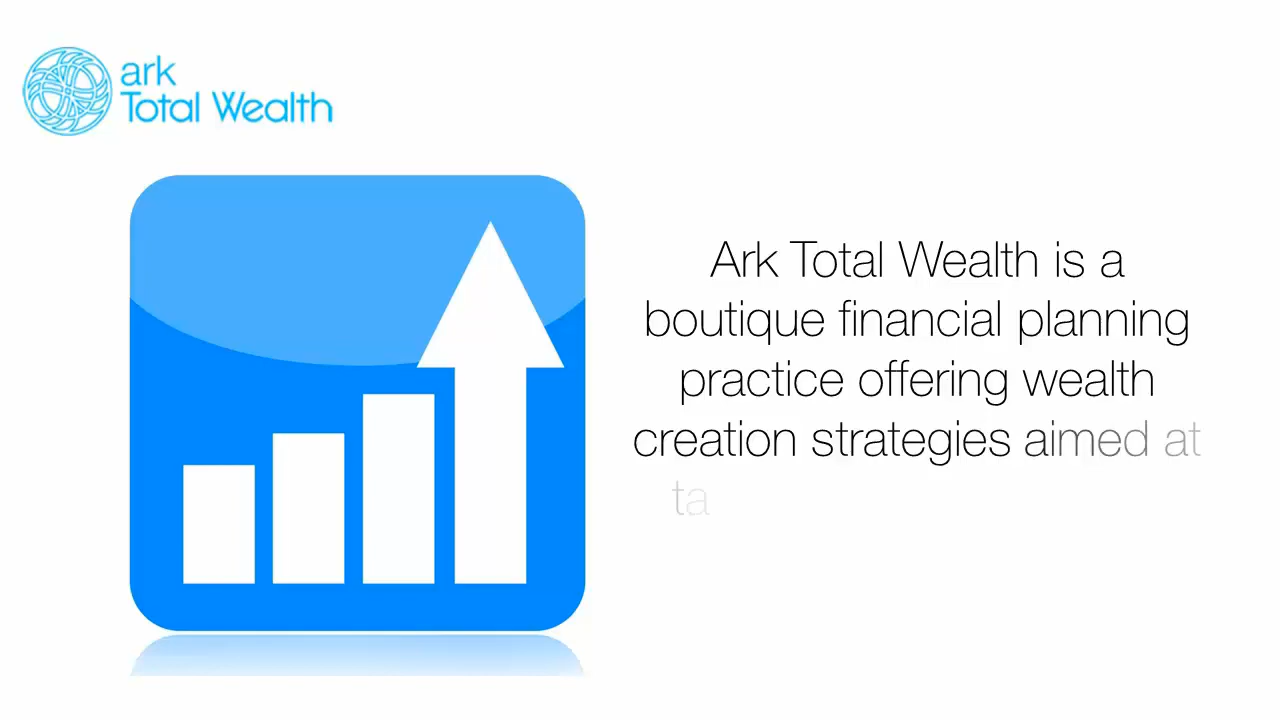 ark
Total Wealth
Ark Total Wealth is a
boutique financial planning
practice offering wealth
creation strategies aimed at
ta